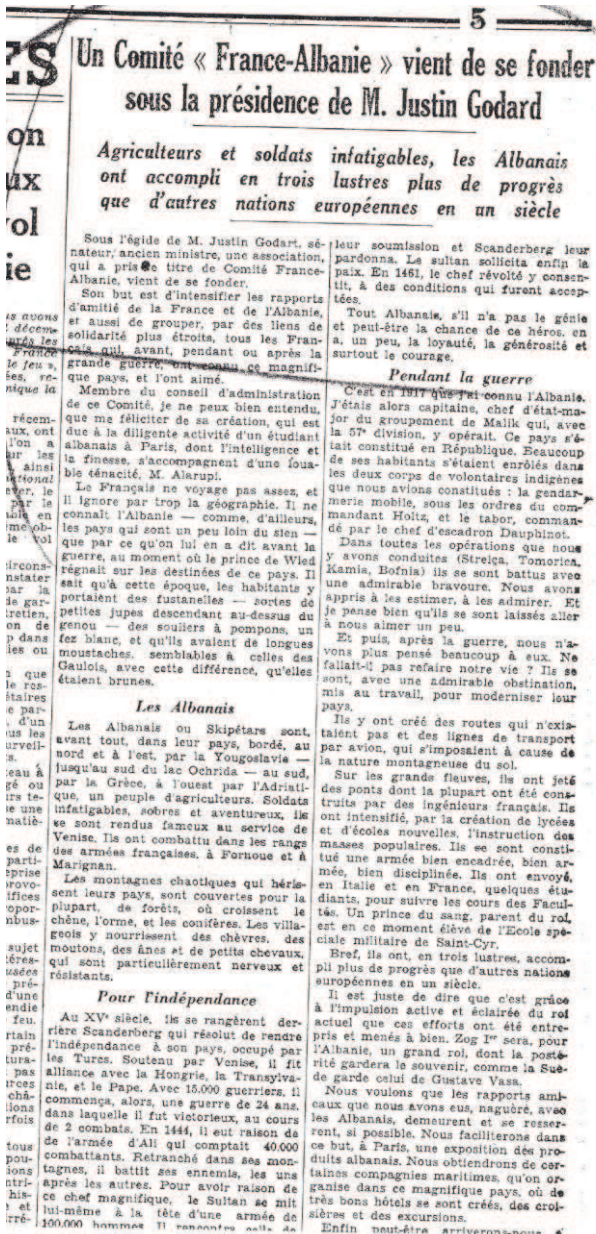 5
Un Comité « France-Albanie » vient de se fonder
sous la présidence de M. Justin Godard
Agriculteurs et soldats infatigables, les Albanais
ont accompli en trois lustres plus de progrès
que d'autres nations européennes en un siècle
Sous l'égide de M. Justin Godart, sé-
nateur, ancien ministre, une association,
qui a pris le titre de Comité France-
Albanie, vient de se fonder.
Son but est d'intensifier les rapports
d'amitié de la France et de l'Albanie,
et aussi de grouper, par des liens de
solidarité plus étroits, tous les Fran-
çais qui, avant, pendant ou après la
grande guerre, ont connu ce magnifi-
que pays, et l'ont aimé.
Membre du conseil d'administration
de ce Comité, je ne peux bien entendu,
que me féliciter de sa création, qui est
due à la diligente activité d'un étudiant
albanais à Paris, dont l'intelligence et
la finesse, s'accompagnent d'une loua-
ble ténacité, M. Alarupi.
Le Français ne voyage pas assez, et
il ignore par trop la géographie. Il ne
connaît l'Albanie — comme, d'ailleurs,
les pays qui sont un peu loin du sien —
que par ce qu'on lui en a dit avant la
guerre, au moment où le prince de Wied
régnait sur les destinées de ce pays. Il
sait qu'à cette époque, les habitants y
portaient des fustanelles — sortes de
petites jupes descendant au-dessus du
genou — des souliers à pompons, un
fez blanc, et qu'ils avaient de longues
moustaches, semblables à celles des
Gaulois, avec cette différence, qu'elles
étaient brunes.
Les Albanais
Les Albanais ou Skipétars sont,
avant tout, dans leur pays, bordé, au
nord et à l'est, par la Yougoslavie —
jusqu'au sud du lac Ochrida — au sud,
par la Grèce, à l'ouest par l'Adriati-
que, un peuple d'agriculteurs. Soldats
infatigables, sobres et aventureux, ils
se sont rendus fameux au service de
Venise. Ils ont combattu dans les rangs
des armées françaises, à Fornoue et à
Marignan.
Les montagnes chaotiques qui héris-
sent leurs pays, sont couvertes pour la
plupart, de forêts, où croissent le
chêne, l'orme, et les conifères. Les villa-
geois y nourrissent des chèvres, des
moutons, des ânes et de petits chevaux,
qui sont particulièrement nerveux et
résistants.
Pour l'indépendance
Au XVe siècle, ils se rangèrent der-
rière Scanderberg qui résolut de rendre
l'indépendance à son pays, occupé par
les Turcs. Soutenu par Venise, il fit
alliance avec la Hongrie, la Transylva-
nie, et le Pape. Avec 15.000 guerriers, il
commença, alors, une guerre de 24 ans,
dans laquelle il fut victorieux, au cours
de 2 combats. En 1444, il eut raison de
de l'armée d'Ali qui comptait 40.000
combattants. Retranché dans ses mon-
tagnes, il battit ses ennemis, les uns
après les autres. Pour avoir raison de
ce chef magnifique, le Sultan se mit
lui-même à la tête d'une armée de
100.000 hommes. Il rencontra celle de
leur soumission et Scanderberg leur
pardonna. Le sultan sollicita enfin la
paix. En 1461, le chef révolté y consen-
tit, à des conditions qui furent accep-
tées.
Tout Albanais, s'il n'a pas le génie
et peut-être la chance de ce héros, en
a, un peu, la loyauté, la générosité et
surtout le courage.
Pendant la guerre
C'est en 1917 que j'ai connu l'Albanie.
J'étais alors capitaine, chef d'état-ma-
jor du groupement de Malik qui, avec
la 57e division, y opérait. Ce pays s'é-
tait constitué en République. Beaucoup
de ses habitants s'étaient enrôlés dans
les deux corps de volontaires indigènes
que nous avions constitués : la gendar-
merie mobile, sous les ordres du com-
mandant Holtz, et le tabor, comman-
dé par le chef d'escadron Dauphinot.
Dans toutes les opérations que nous
y avons conduites (Streiça, Tomorica,
Kamia, Bofnia) ils se sont battus avec
une admirable bravoure. Nous avons
appris à les estimer, à les admirer. Et
je pense bien qu'ils se sont laissés aller
à nous aimer un peu.
Et puis, après la guerre, nous n'a-
vons plus pensé beaucoup à eux. Ne
fallait-il pas refaire notre vie ? Ils se
sont, avec une admirable obstination,
mis au travail, pour moderniser leur
pays.
Ils y ont créé des routes qui n'exis-
taient pas et des lignes de transport
par avion, qui s'imposaient à cause de
la nature montagneuse du sol.
Sur les grands fleuves, ils ont jeté
des ponts dont la plupart ont été cons-
truits par des ingénieurs français. Ils
ont intensifié, par la création de lycées
et d'écoles nouvelles, l'instruction des
masses populaires. Ils se sont consti-
tué une armée bien encadrée, bien ar-
mée, bien disciplinée. Ils ont envoyé,
en Italie et en France, quelques étu-
diants, pour suivre les cours des Facul-
tés. Un prince du sang, parent du roi,
est en ce moment élève de l'Ecole spé-
ciale militaire de Saint-Cyr.
Bref, ils ont, en trois lustres, accom-
pli plus de progrès que d'autres nations
européennes en un siècle.
Il est juste de dire que c'est grâce
à l'impulsion active et éclairée du roi
actuel que ces efforts ont été entre-
pris et menés à bien. Zog Ier sera, pour
l'Albanie, un grand roi, dont la posté-
rité gardera le souvenir, comme la Suè-
de garde celui de Gustave Vasa.
Nous voulons que les rapports ami-
caux que nous avons eus, naguère, avec
les Albanais, demeurent et se resser-
rent, si possible. Nous faciliterons dans
ce but, à Paris, une exposition des pro-
duits albanais. Nous obtiendrons de cer-
taines compagnies maritimes, qu'on or-
ganise dans ce magnifique pays, où de
très bons hôtels se sont créés, des croi-
sières et des excursions.
Enfin peut-être arriverons-nous